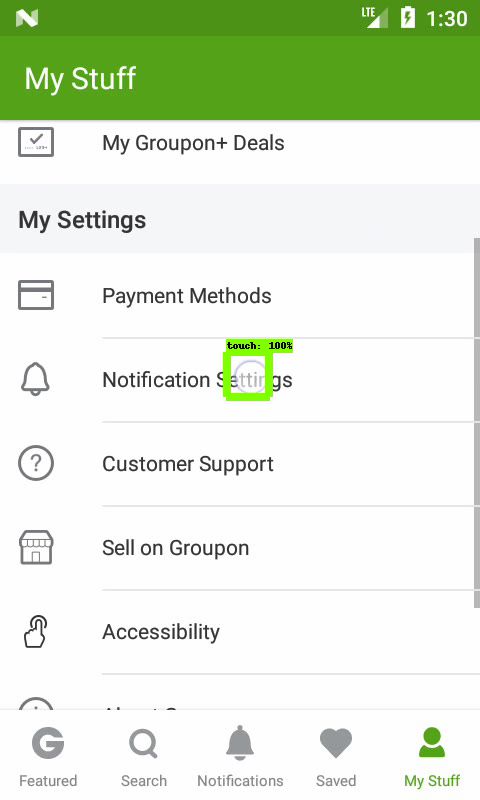 LTE 1:30
My Stuff
My Groupon+ Deals
My Settings
Payment Methods
touch: 100%
Notification Settings
Customer Support
?
Sell on Groupon
Accessibility
G
Featured
Search
Notifications
Saved
My Stuff